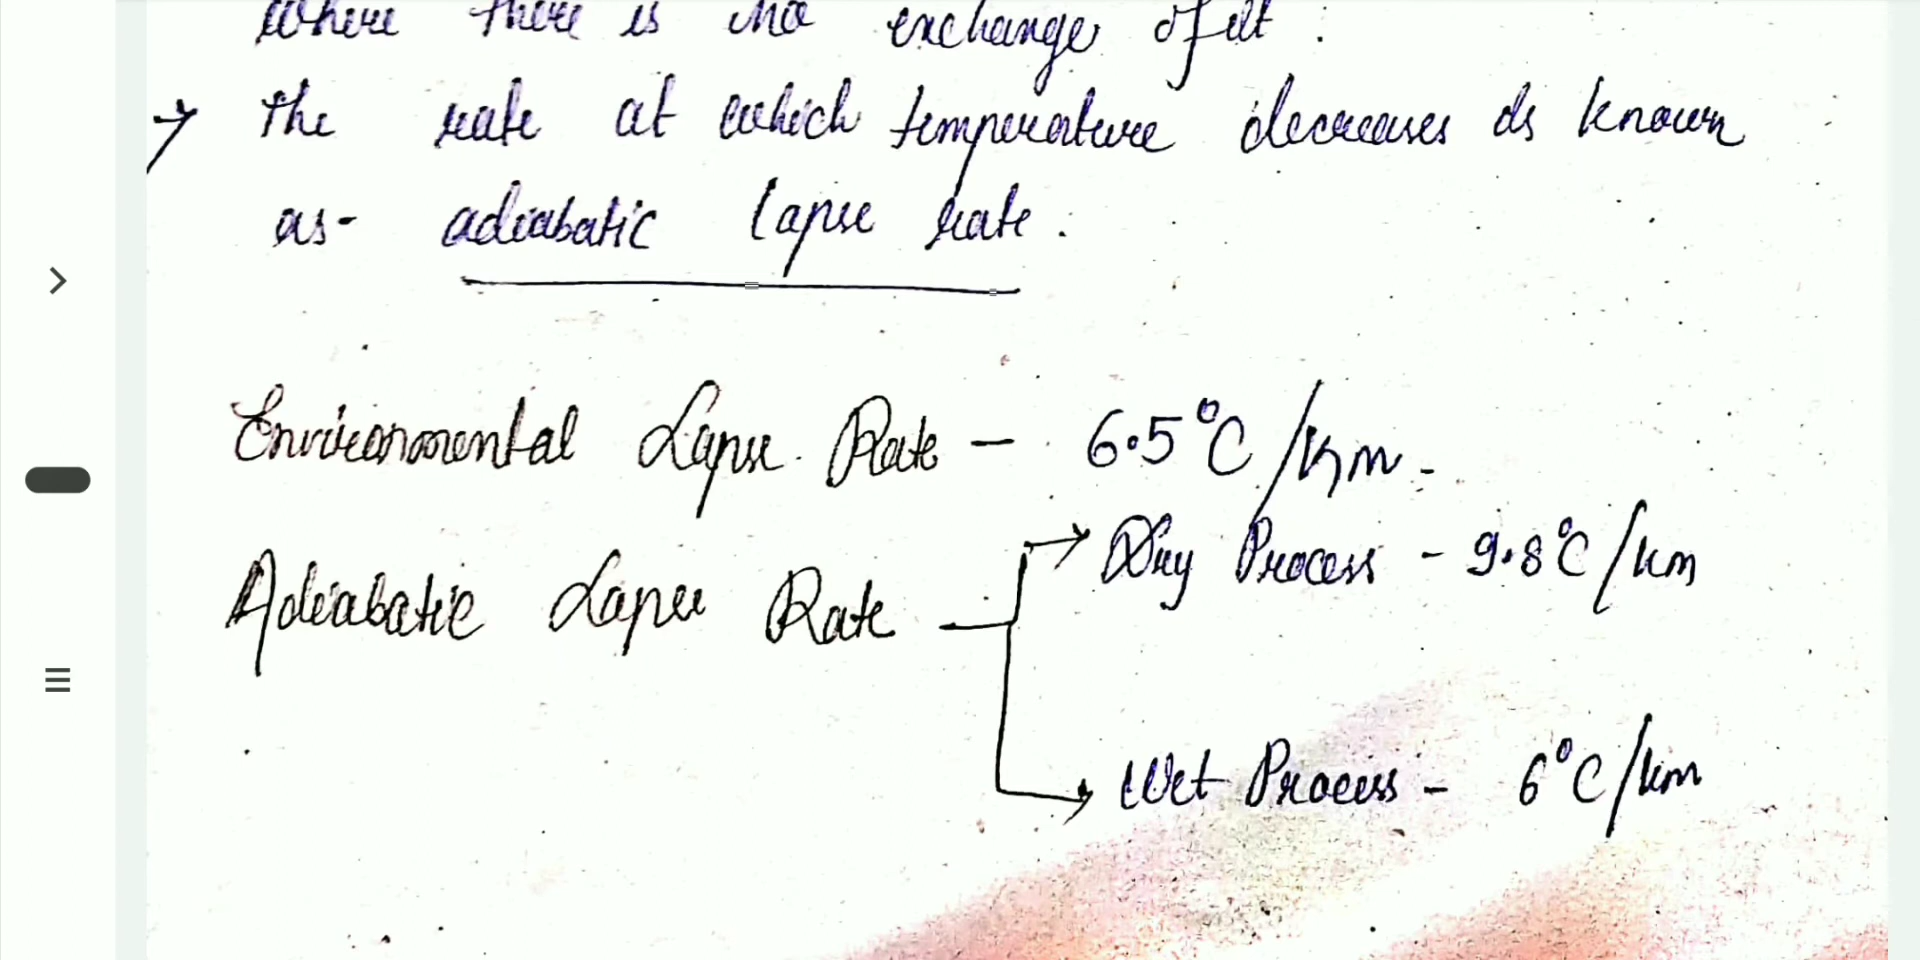 where there is no exchange of
→ The rate at which temperature decreases is known
as- adiabatic lapse rate.
Environmental Lapse Rate - 6.5°C/Km.
Adiabatic Lapse Rate → Dry Process - 9.8°C/km
→ Wet Process - 6°C/km